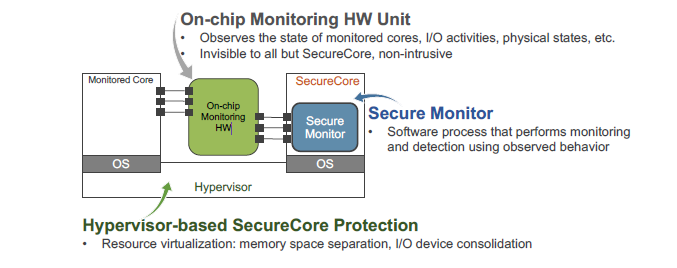 On-chip Monitoring HW Unit
• Observes the state of monitored cores, I/O activities, physical states, etc.
• Invisible to all but SecureCore, non-intrusive
Monitored Core
SecureCore
On-chip
Monitoring
HW
Secure
Monitor
Secure Monitor
• Software process that performs monitoring
and detection using observed behavior
OS
OS
Hypervisor
Hypervisor-based SecureCore Protection
• Resource virtualization: memory space separation, I/O device consolidation